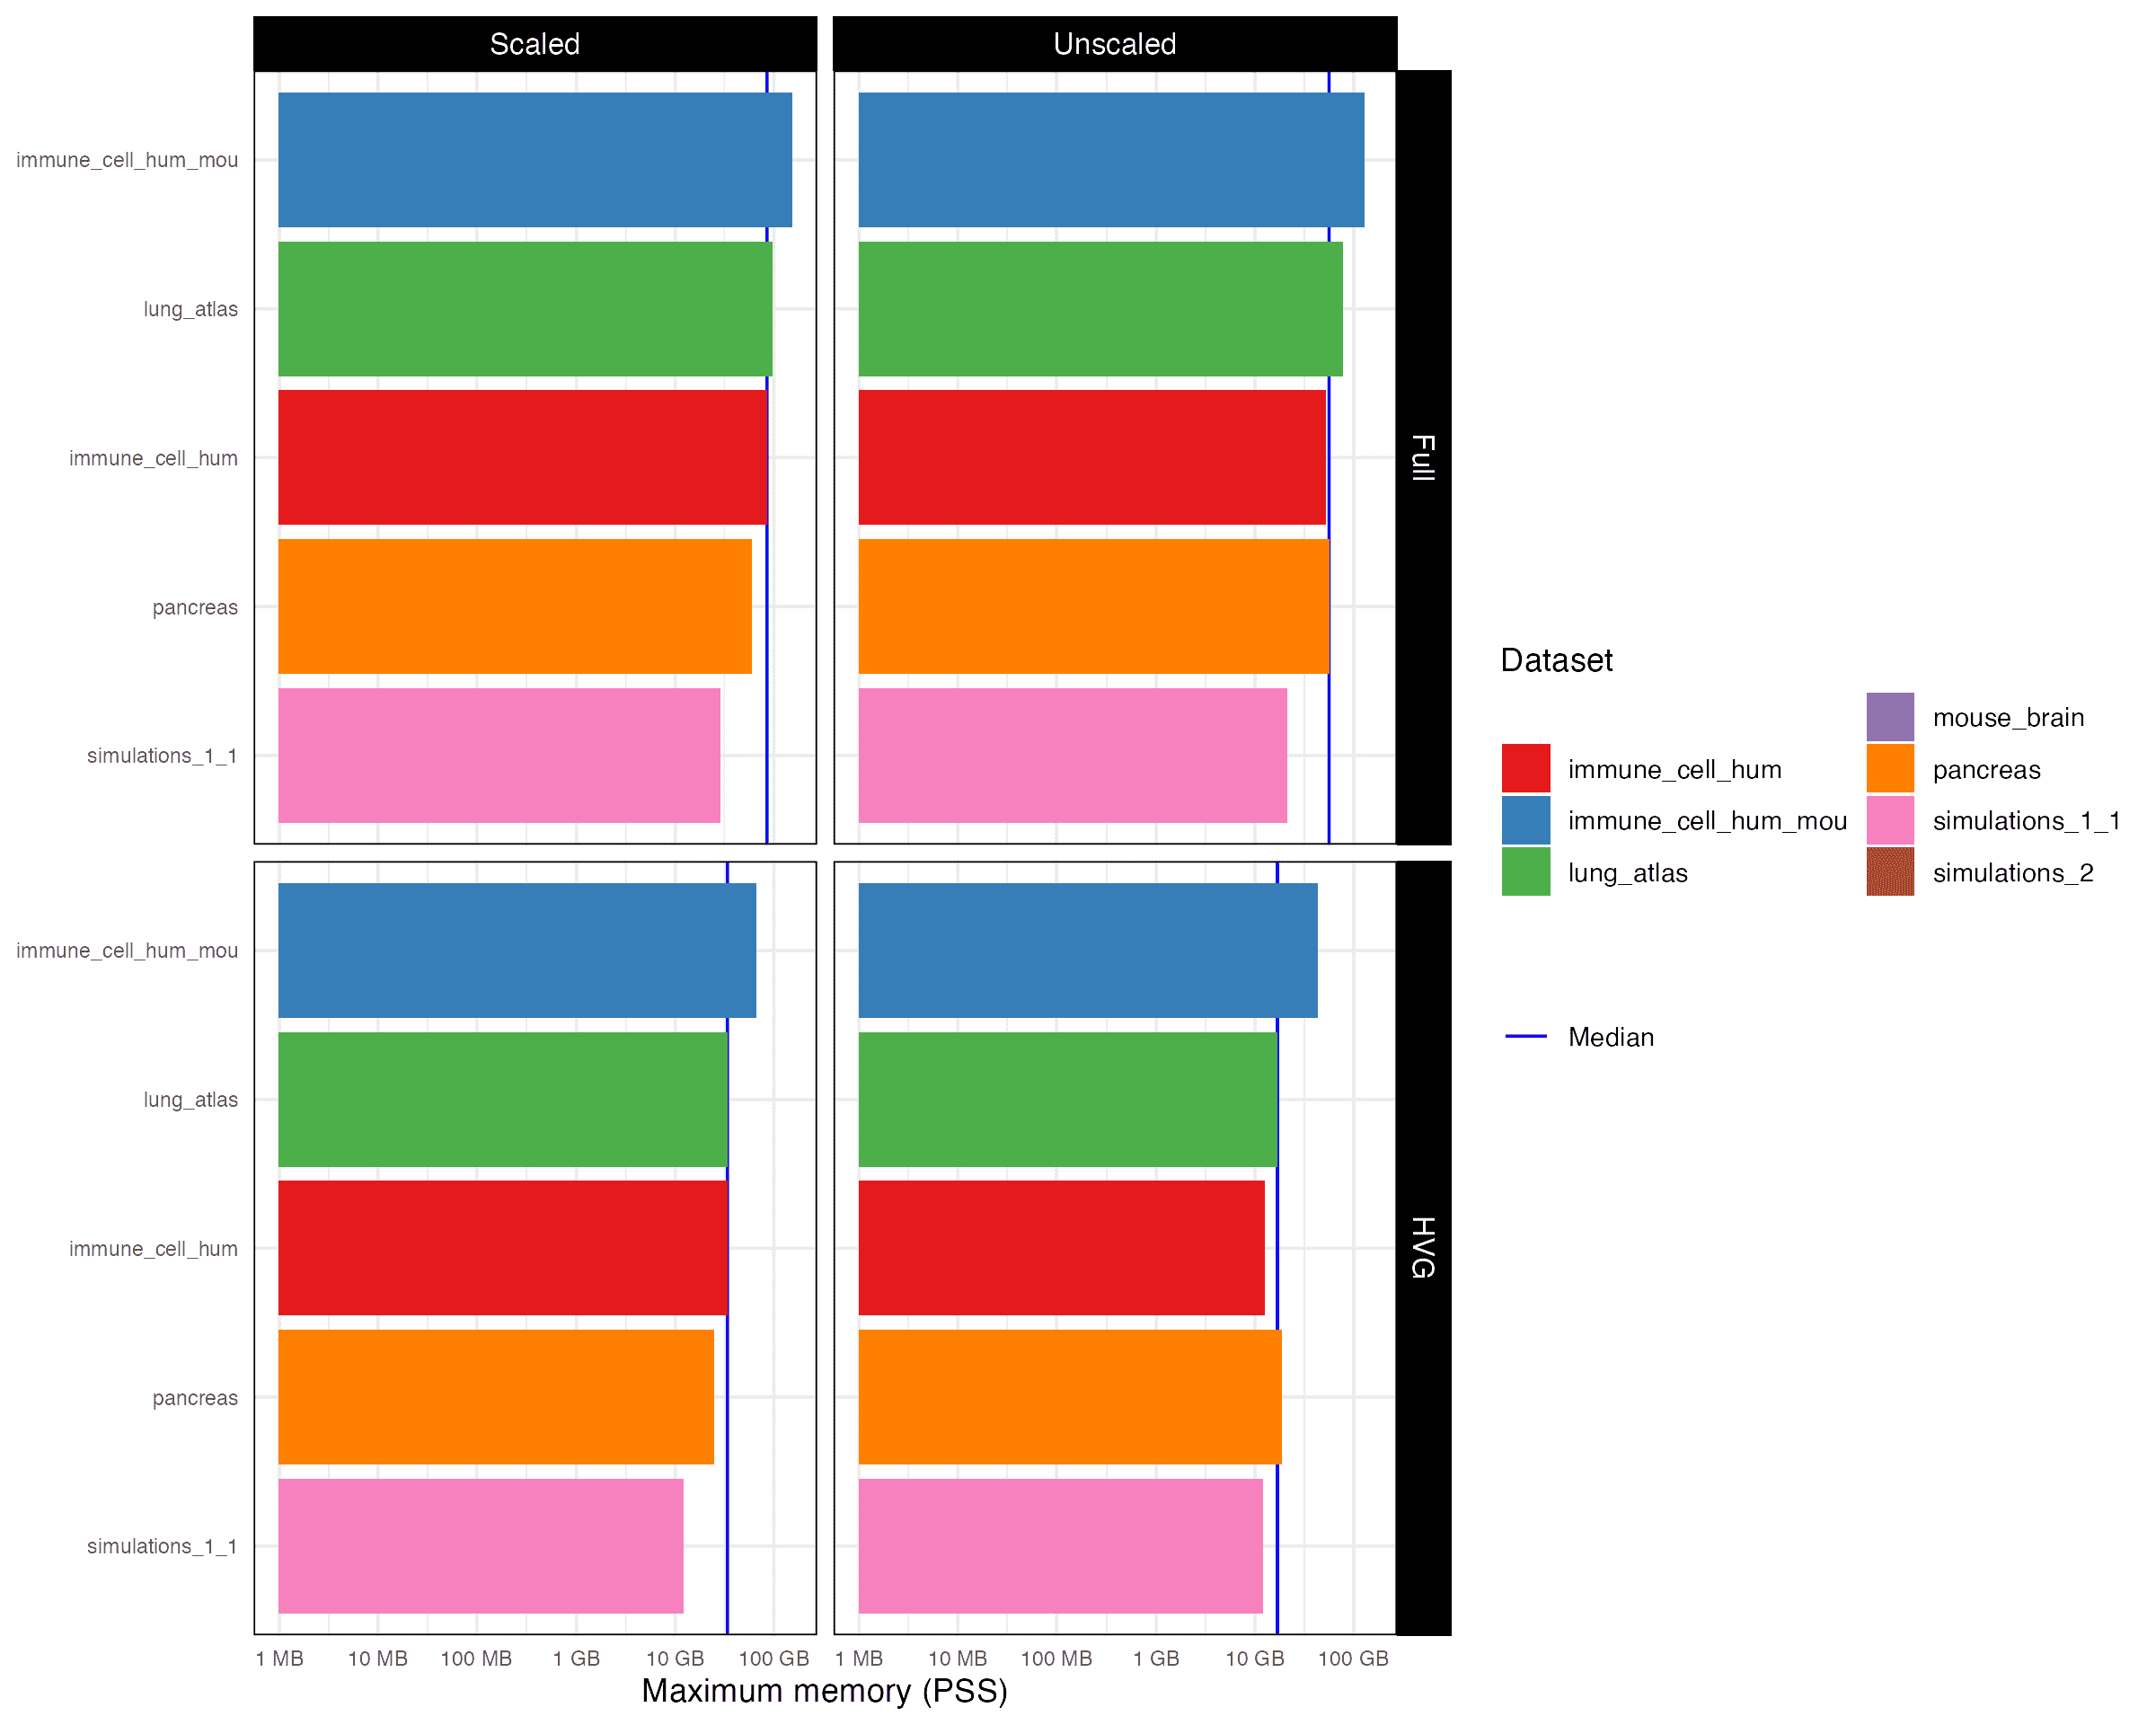 Scaled
Unscaled
Full
immune_cell_hum_mou
lung_atlas
immune_cell_hum
pancreas
simulations_1_1
HVG
immune_cell_hum_mou
lung_atlas
immune_cell_hum
pancreas
simulations_1_1
1 MB 10 MB 100 MB 1 GB 10 GB 100 GB
1 MB 10 MB 100 MB 1 GB 10 GB 100 GB
Maximum memory (PSS)
Dataset
immune_cell_hum
immune_cell_hum_mou
lung_atlas
mouse_brain
pancreas
simulations_1_1
simulations_2
Median